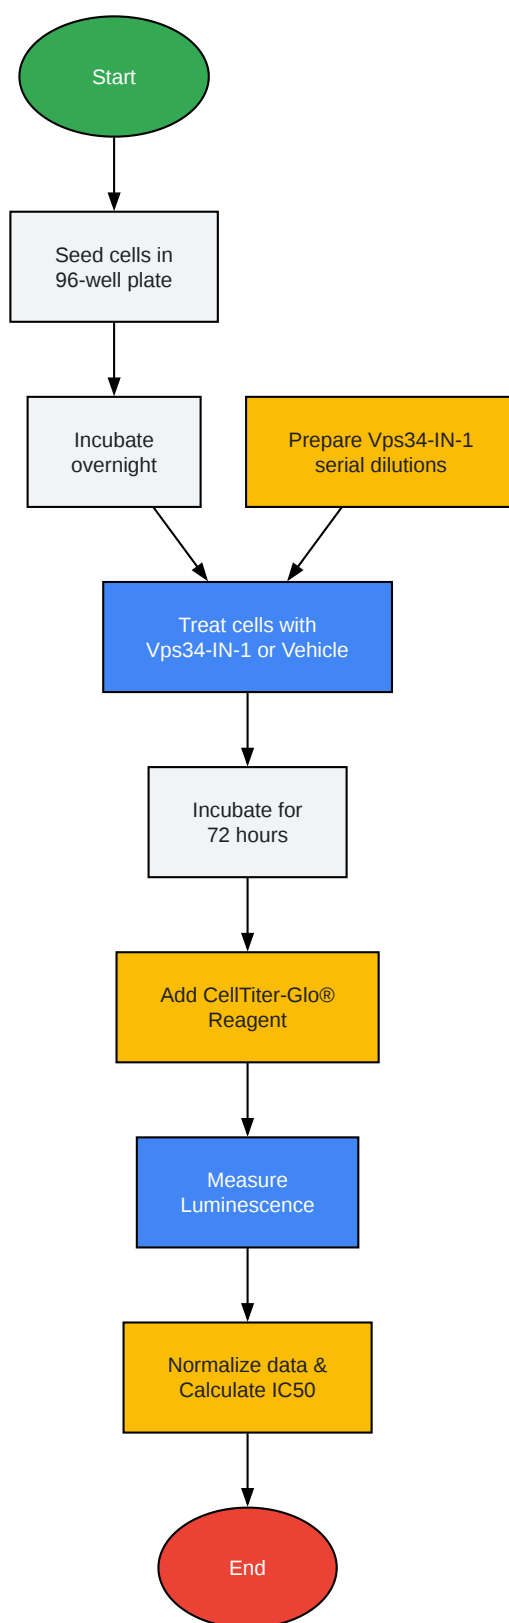 Start
Seed cells in
96-well plate
Incubate
overnight
Prepare Vps34-IN-1
serial dilutions
Treat cells with
Vps34-IN-1 or Vehicle
Incubate for
72 hours
Add CellTiter-Glo®
Reagent
Measure
Luminescence
Normalize data &
Calculate IC50
End